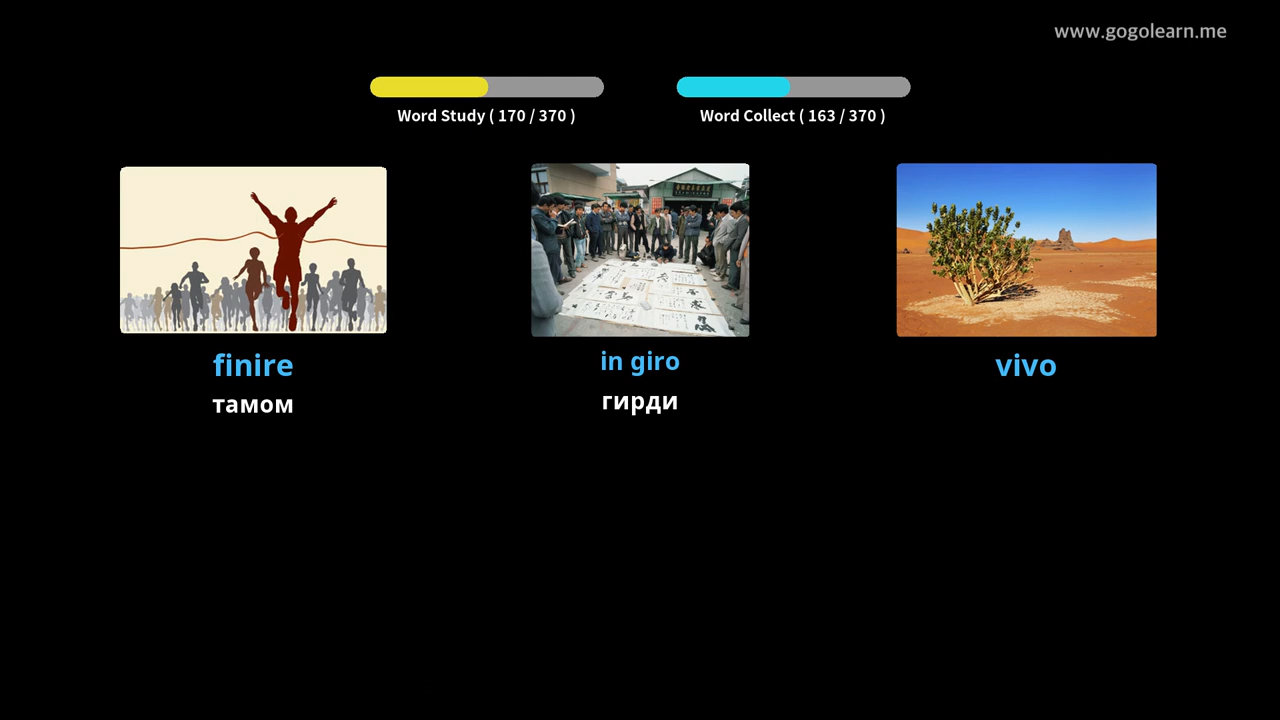 www.gogolearn.me
Word Study ( 170 / 370 )
Word Collect ( 163 / 370 )
finire
in giro
vivo
тамом
гирди